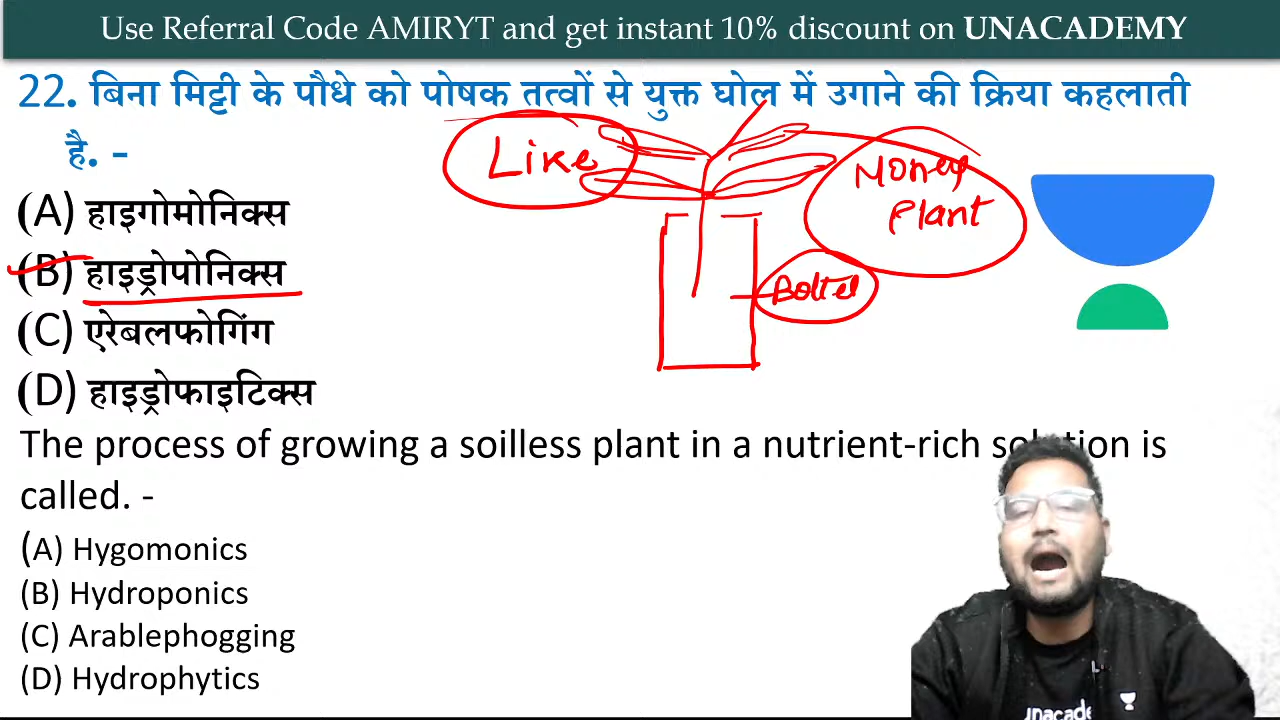 Use Referral Code AMIRYT and get instant 10% discount on UNACADEMY
22. बिना मिट्टी के पौधे को पोषक तत्वों से युक्त घोल में उगाने की क्रिया कहलाती
है. -
Like
Money
Plant
(A) हाइगोमोनिक्स
(B) हाइड्रोपोनिक्स
(C) एरेबलफोगिंग
(D) हाइड्रोफाइटिक्स
The process of growing a soilless plant in a nutrient-rich solution is
called. -
(A) Hygomonics
(B) Hydroponics
(C) Arablephogging
(D) Hydrophytics
unacade